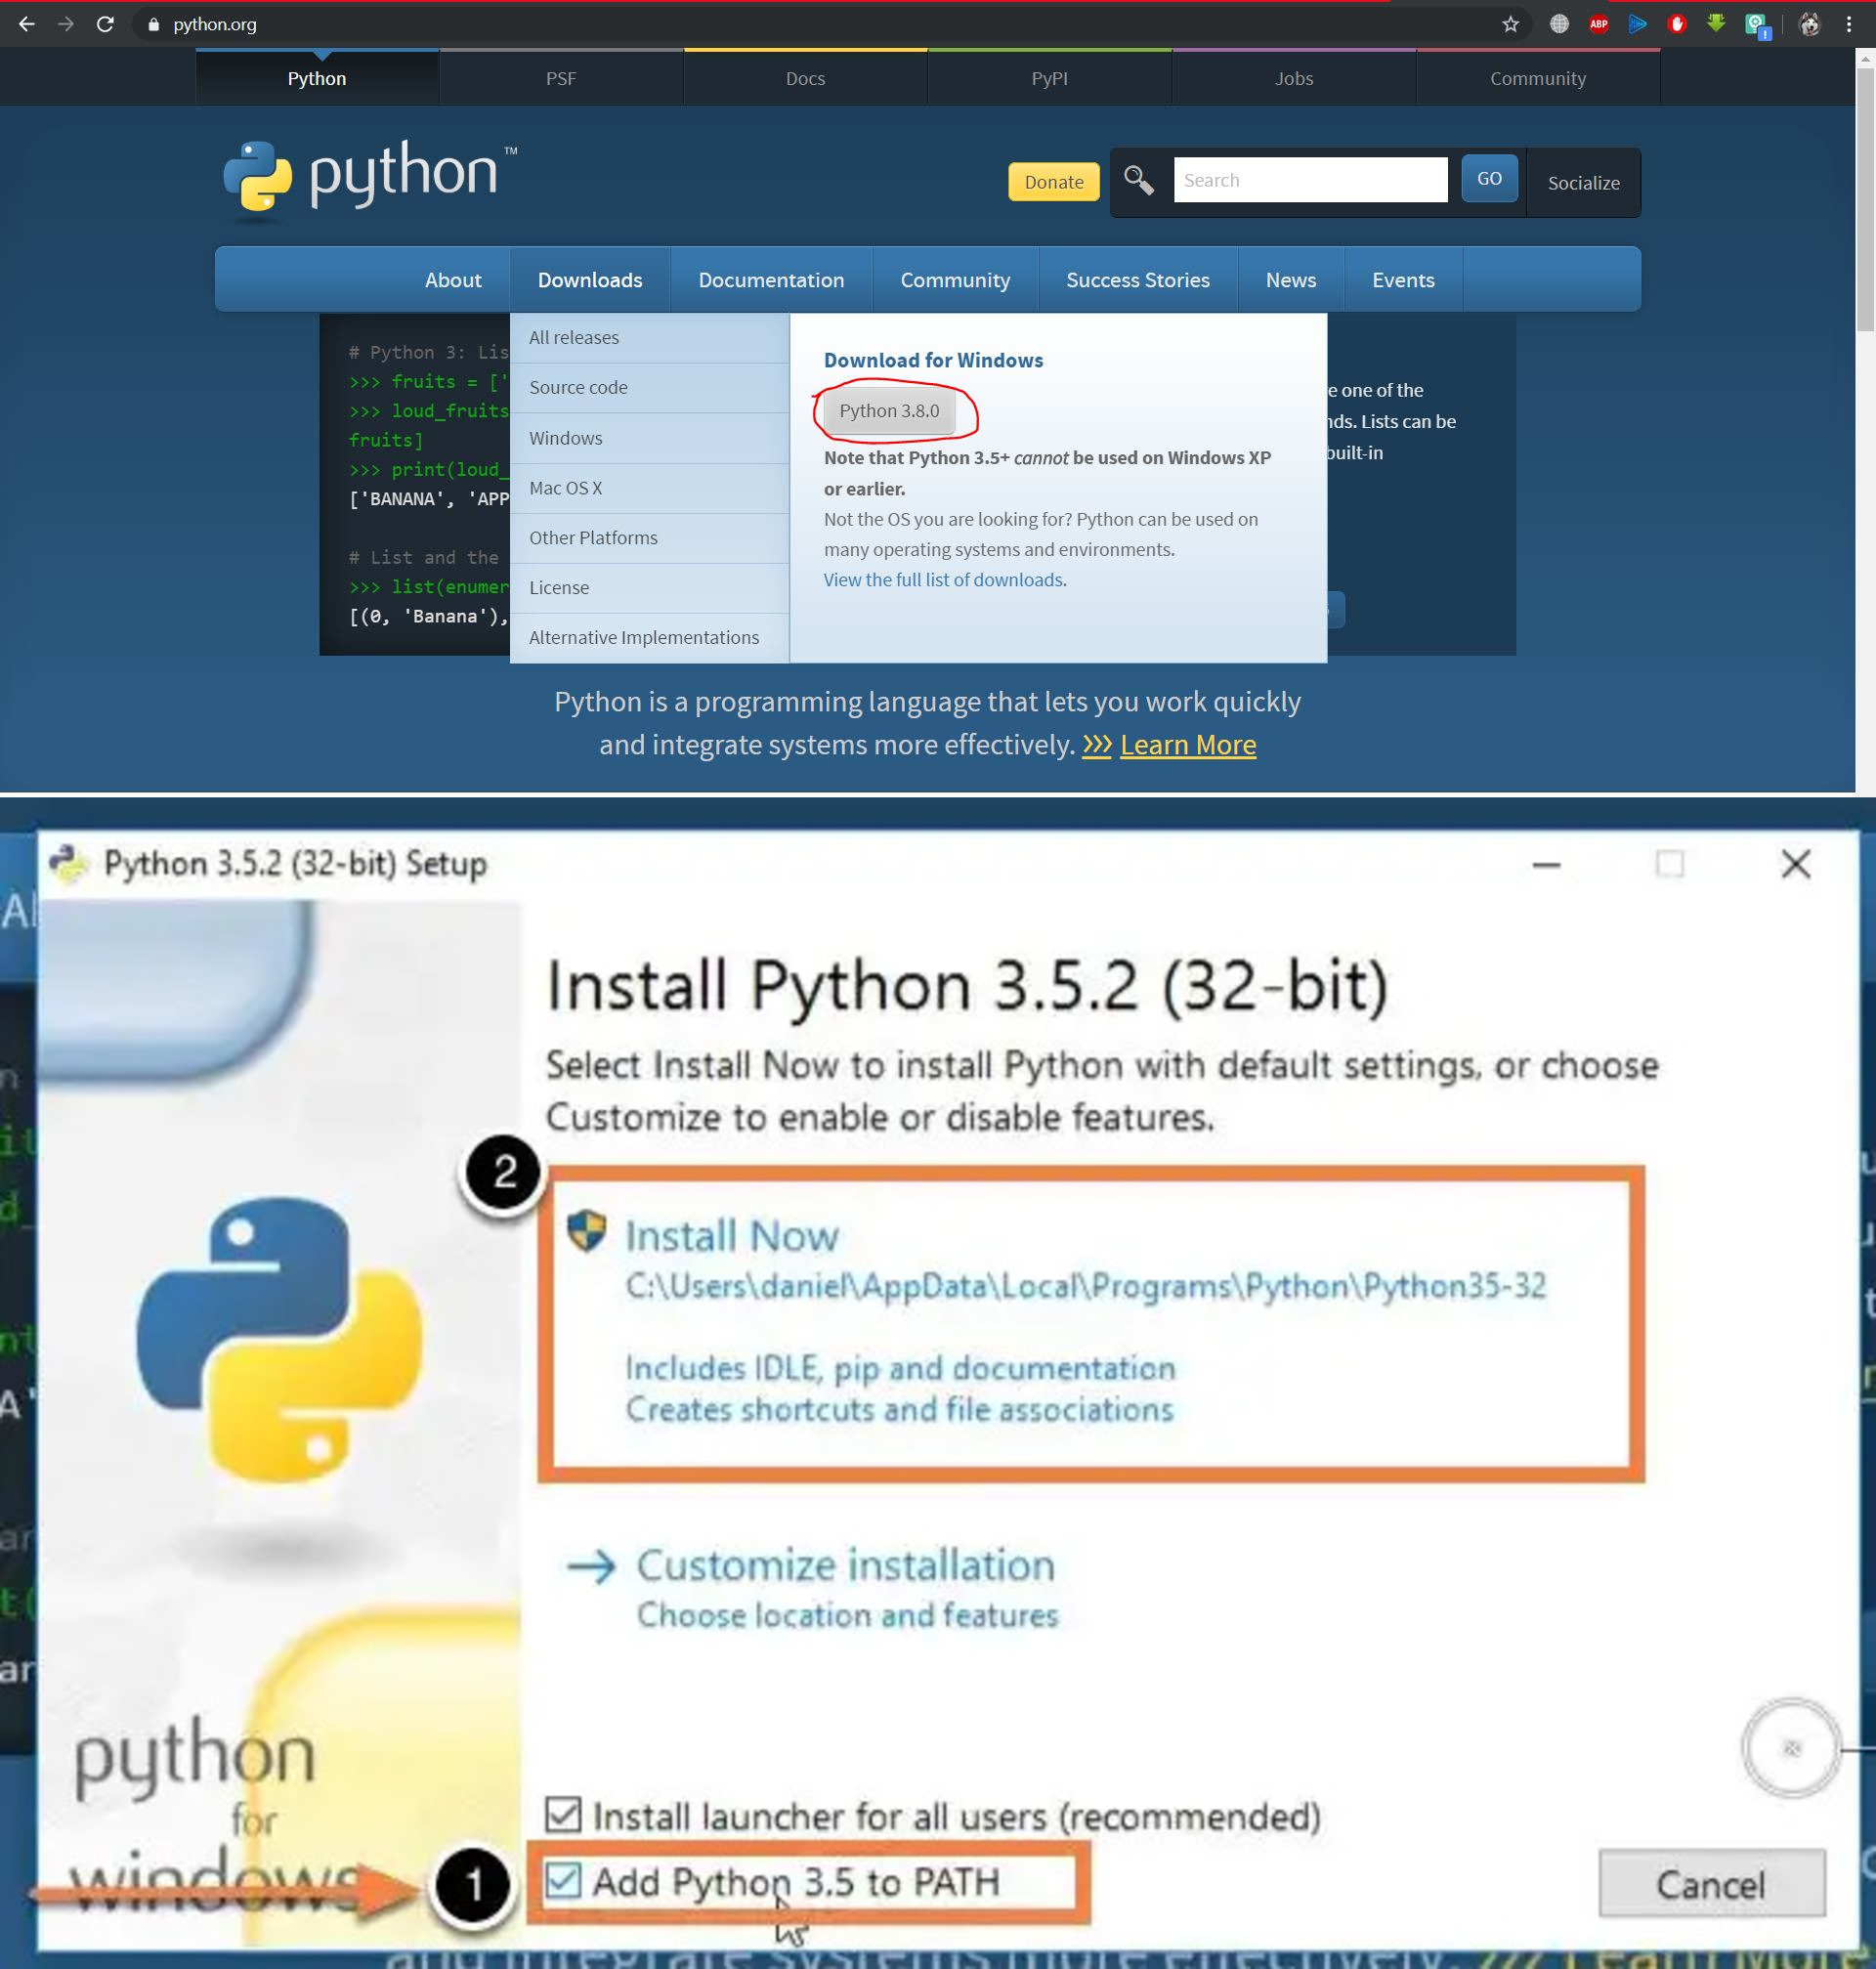 python.org
ABP
Python
PSF
Docs
PyPI
Jobs
Community
python™
Donate
Search
GO
Socialize
About
Downloads
Documentation
Community
Success Stories
News
Events
# Python 3: Lis
>>> fruits = ['
>>> loud_fruits
fruits]
>>> print(loud_
['BANANA', 'APP
# List and the
>>> list(enumer
[(0, 'Banana'),
All releases
Source code
Windows
Mac OS X
Other Platforms
License
Alternative Implementations
Download for Windows
Python 3.8.0
Note that Python 3.5+ cannot be used on Windows XP
or earlier.
Not the OS you are looking for? Python can be used on
many operating systems and environments.
View the full list of downloads.
e one of the
nds. Lists can be
built-in
Python is a programming language that lets you work quickly
and integrate systems more effectively. >>> Learn More
Python 3.5.2 (32-bit) Setup
Install Python 3.5.2 (32-bit)
Select Install Now to install Python with default settings, or choose
Customize to enable or disable features.
2
Install Now
C:\Users\daniel\AppData\Local\Programs\Python\Python35-32
Includes IDLE, pip and documentation
Creates shortcuts and file associations
Customize installation
Choose location and features
python
for
windows
Install launcher for all users (recommended)
1
Add Python 3.5 to PATH
Cancel
and integrate systems more effectively. >>> Learn More